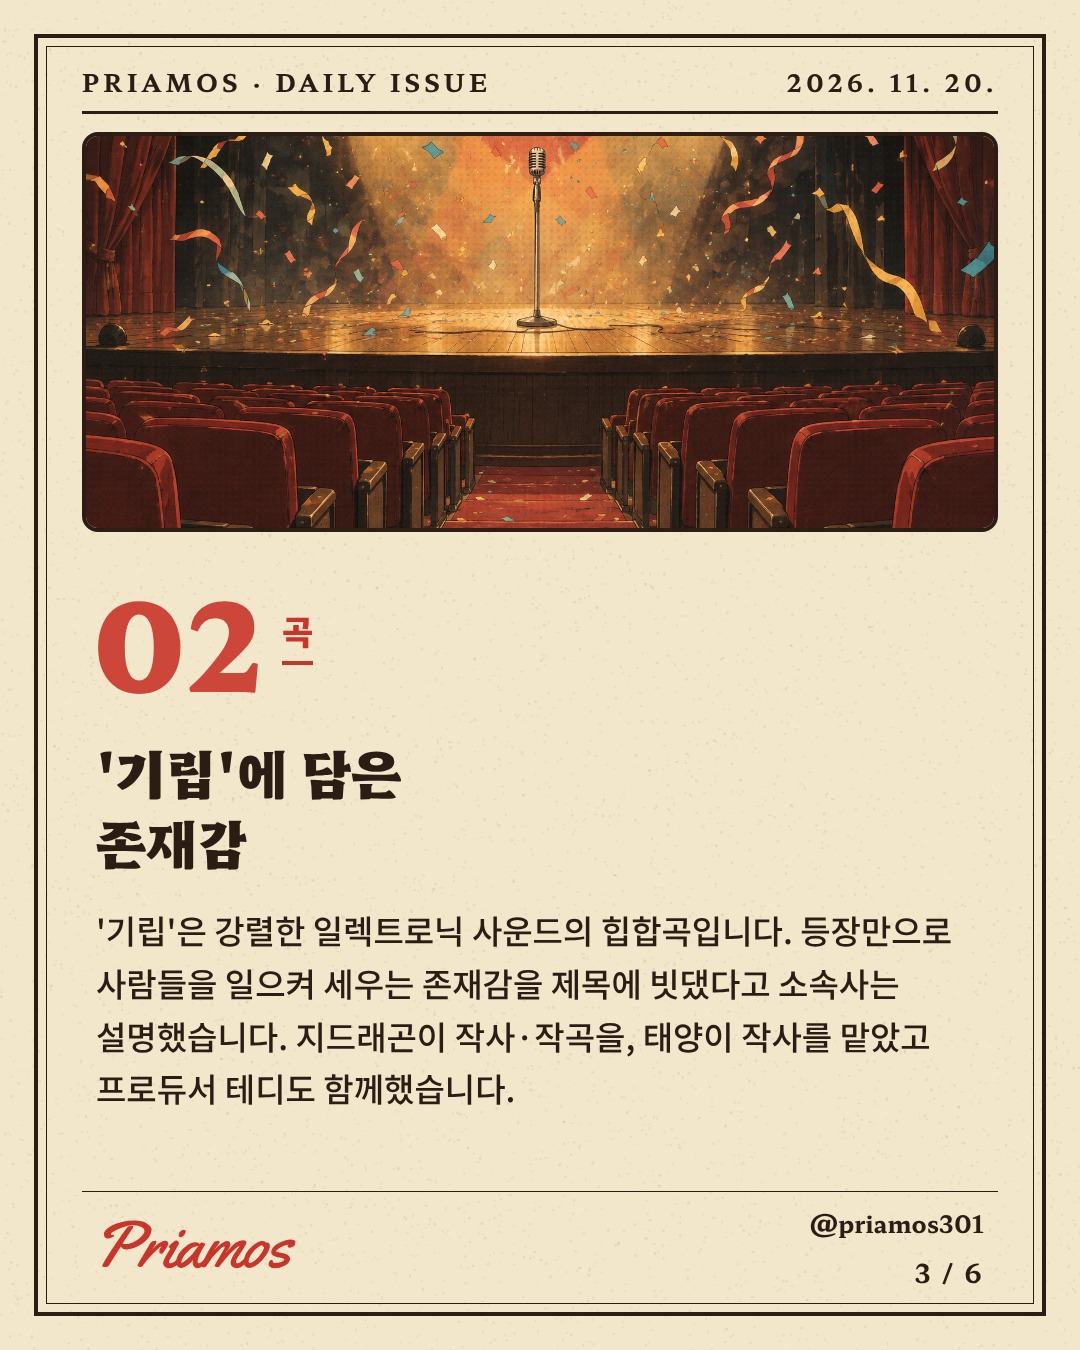 PRIAMOS · DAILY ISSUE
2026. 11. 20.
02 곡
'기립'에 담은
존재감
'기립'은 강렬한 일렉트로닉 사운드의 힙합곡입니다. 등장만으로
사람들을 일으켜 세우는 존재감을 제목에 빗댔다고 소속사는
설명했습니다. 지드래곤이 작사·작곡을, 태양이 작사를 맡았고
프로듀서 테디도 함께했습니다.
Priamos
@priamos301
3 / 6